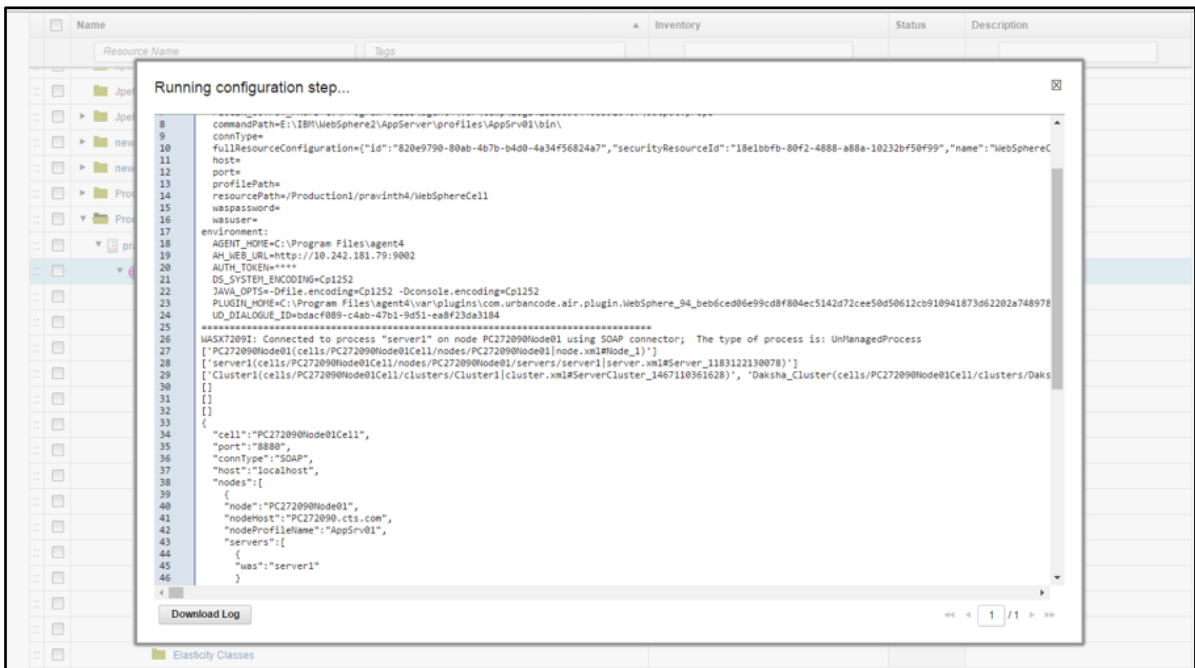 Name Inventory Status Description
Resource Name Tags
Jpe
Jpe
new
new
Prod
Prod
pr
Running configuration step...
8 commandPath=E:\IBM\WebSphere2\AppServer\profiles\AppSrv01\bin\
9 connType=
10 fullResourceConfiguration={"id":"820e9790-80ab-4b7b-b4d0-4a34f56824a7","securityResourceId":"18e1bbfb-80f2-4888-a88a-10232bf50f99","name":"WebSphereC
11 host=
12 port=
13 profilePath=
14 resourcePath=/Production1/pravinth4/WebSphereCell
15 waspassword=
16 wasuser=
17 environment:
18 AGENT_HOME=C:\Program Files\agent4
19 AH_WEB_URL=http://10.242.181.79:9002
20 AUTH_TOKEN=****
21 DS_SYSTEM_ENCODING=Cp1252
22 JAVA_OPTS=-Dfile.encoding=Cp1252 -Dconsole.encoding=Cp1252
23 PLUGIN_HOME=C:\Program Files\agent4\var\plugins\com.urbancode.air.plugin.WebSphere_94_beb6ced06e99cd8f804ec5142d72cee50d50612cb910941873d62202a748978
24 UD_DIALOGUE_ID=bdacf089-c4ab-47b1-9d51-ea8f23da3184
25 ===============================================================================
26 WASX7209I: Connected to process "server1" on node PC272090Node01 using SOAP connector; The type of process is: UnManagedProcess
27 ['PC272090Node01(cells/PC272090Node01Cell/nodes/PC272090Node01|node.xml#Node_1)']
28 ['server1(cells/PC272090Node01Cell/nodes/PC272090Node01/servers/server1|server.xml#Server_1183122130078)']
29 ['Cluster1(cells/PC272090Node01Cell/clusters/Cluster1|cluster.xml#ServerCluster_1467110361628)', 'Daksha_Cluster(cells/PC272090Node01Cell/clusters/Daks
30 []
31 []
32 []
33 {
34 "cell":"PC272090Node01Cell",
35 "port":"8880",
36 "connType":"SOAP",
37 "host":"localhost",
38 "nodes":[
39 {
40 "node":"PC272090Node01",
41 "nodeHost":"PC272090.cts.com",
42 "nodeProfileName":"AppSrv01",
43 "servers":[
44 {
45 "was":"server1"
46 }
Download Log
1 / 1
Elasticity Classes